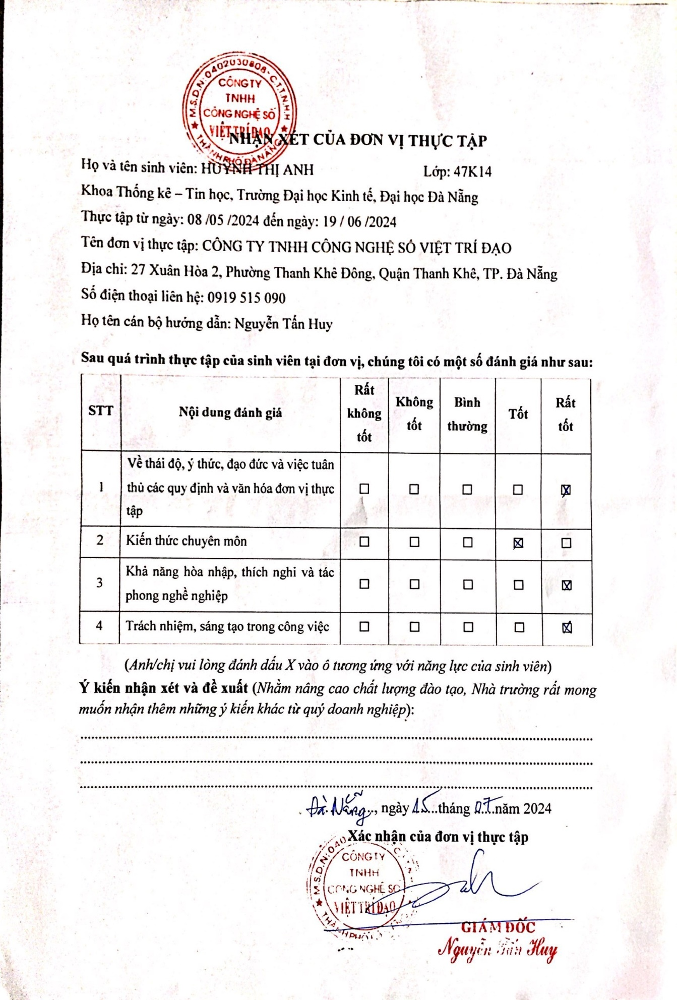 M.S.D.N:0402030808-C.T.T.N.H.H
CÔNG TY
TNHH
CÔNG NGHỆ SỐ
VIỆT TRÍ ĐẠO
THÀNH PHỐ ĐÀ NẴNG
NHẬN XÉT CỦA ĐƠN VỊ THỰC TẬP
Họ và tên sinh viên: HUỲNH THỊ ANH Lớp: 47K14
Khoa Thống kê – Tin học, Trường Đại học Kinh tế, Đại học Đà Nẵng
Thực tập từ ngày: 08 /05 /2024 đến ngày: 19 / 06 /2024
Tên đơn vị thực tập: CÔNG TY TNHH CÔNG NGHỆ SỐ VIỆT TRÍ ĐẠO
Địa chỉ: 27 Xuân Hòa 2, Phường Thanh Khê Đông, Quận Thanh Khê, TP. Đà Nẵng
Số điện thoại liên hệ: 0919 515 090
Họ tên cán bộ hướng dẫn: Nguyễn Tấn Huy
Sau quá trình thực tập của sinh viên tại đơn vị, chúng tôi có một số đánh giá như sau:
STT Nội dung đánh giá Rất không tốt Không tốt Bình thường Tốt Rất tốt
1 Về thái độ, ý thức, đạo đức và việc tuân
thủ các quy định và văn hóa đơn vị thực
tập
☐ ☐ ☐ ☐ ☒
2 Kiến thức chuyên môn ☐ ☐ ☐ ☒ ☐
3 Khả năng hòa nhập, thích nghi và tác
phong nghề nghiệp
☐ ☐ ☐ ☐ ☒
4 Trách nhiệm, sáng tạo trong công việc ☐ ☐ ☐ ☐ ☒
(Anh/chị vui lòng đánh dấu X vào ô tương ứng với năng lực của sinh viên)
Ý kiến nhận xét và đề xuất (Nhằm nâng cao chất lượng đào tạo, Nhà trường rất mong
muốn nhận thêm những ý kiến khác từ quý doanh nghiệp):
Đà Nẵng, ngày 15 tháng 07 năm 2024
Xác nhận của đơn vị thực tập
M.S.D.N:040
CÔNG TY
TNHH
CÔNG NGHỆ SỐ
VIỆT TRÍ ĐẠO
THÀNH PHỐ
GIÁM ĐỐC
Nguyễn Tấn Huy